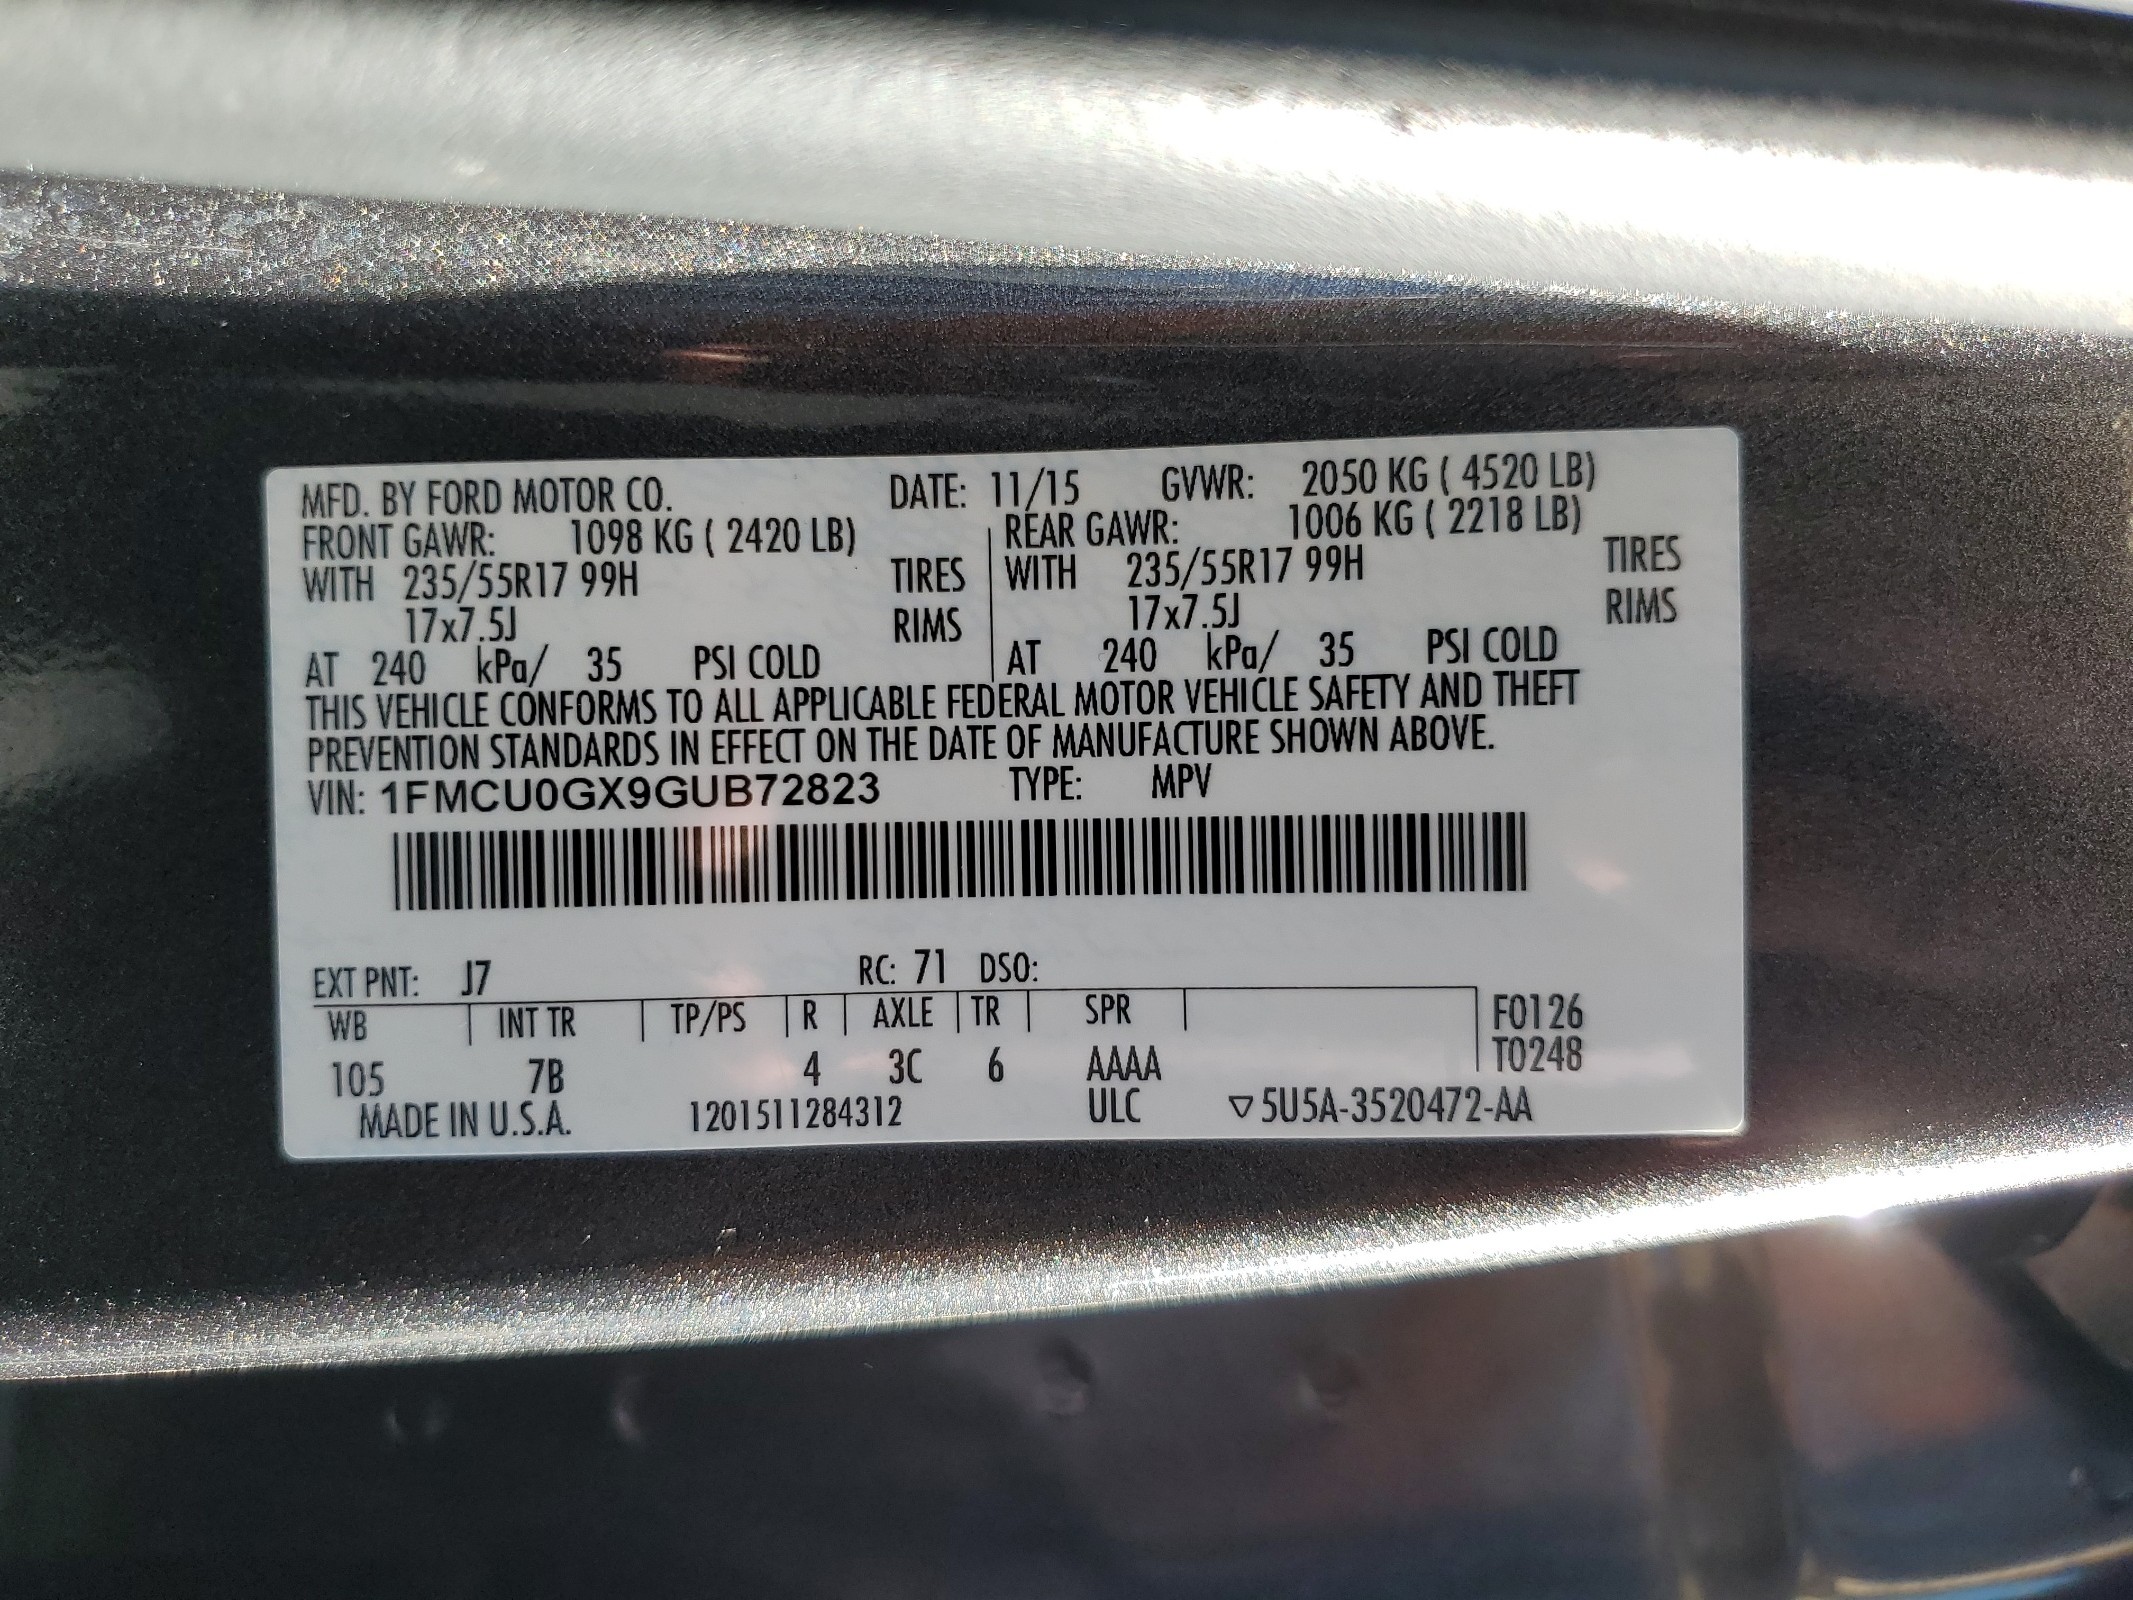 MFD. BY FORD MOTOR CO. DATE: 11/15 GVWR: 2050 KG ( 4520 LB)
FRONT GAWR: 1098 KG ( 2420 LB) REAR GAWR: 1006 KG ( 2218 LB)
WITH 235/55R17 99H TIRES WITH 235/55R17 99H TIRES
17x7.5J RIMS 17x7.5J RIMS
AT 240 kPa/ 35 PSI COLD AT 240 kPa/ 35 PSI COLD
THIS VEHICLE CONFORMS TO ALL APPLICABLE FEDERAL MOTOR VEHICLE SAFETY AND THEFT
PREVENTION STANDARDS IN EFFECT ON THE DATE OF MANUFACTURE SHOWN ABOVE.
VIN: 1FMCU0GX9GUB72823 TYPE: MPV
EXT PNT: J7 RC: 71 DSO:
WB INT TR TP/PS R AXLE TR SPR F0126
105 7B 4 3C 6 AAAA T0248
MADE IN U.S.A. 1201511284312 ULC ▽5U5A-3520472-AA